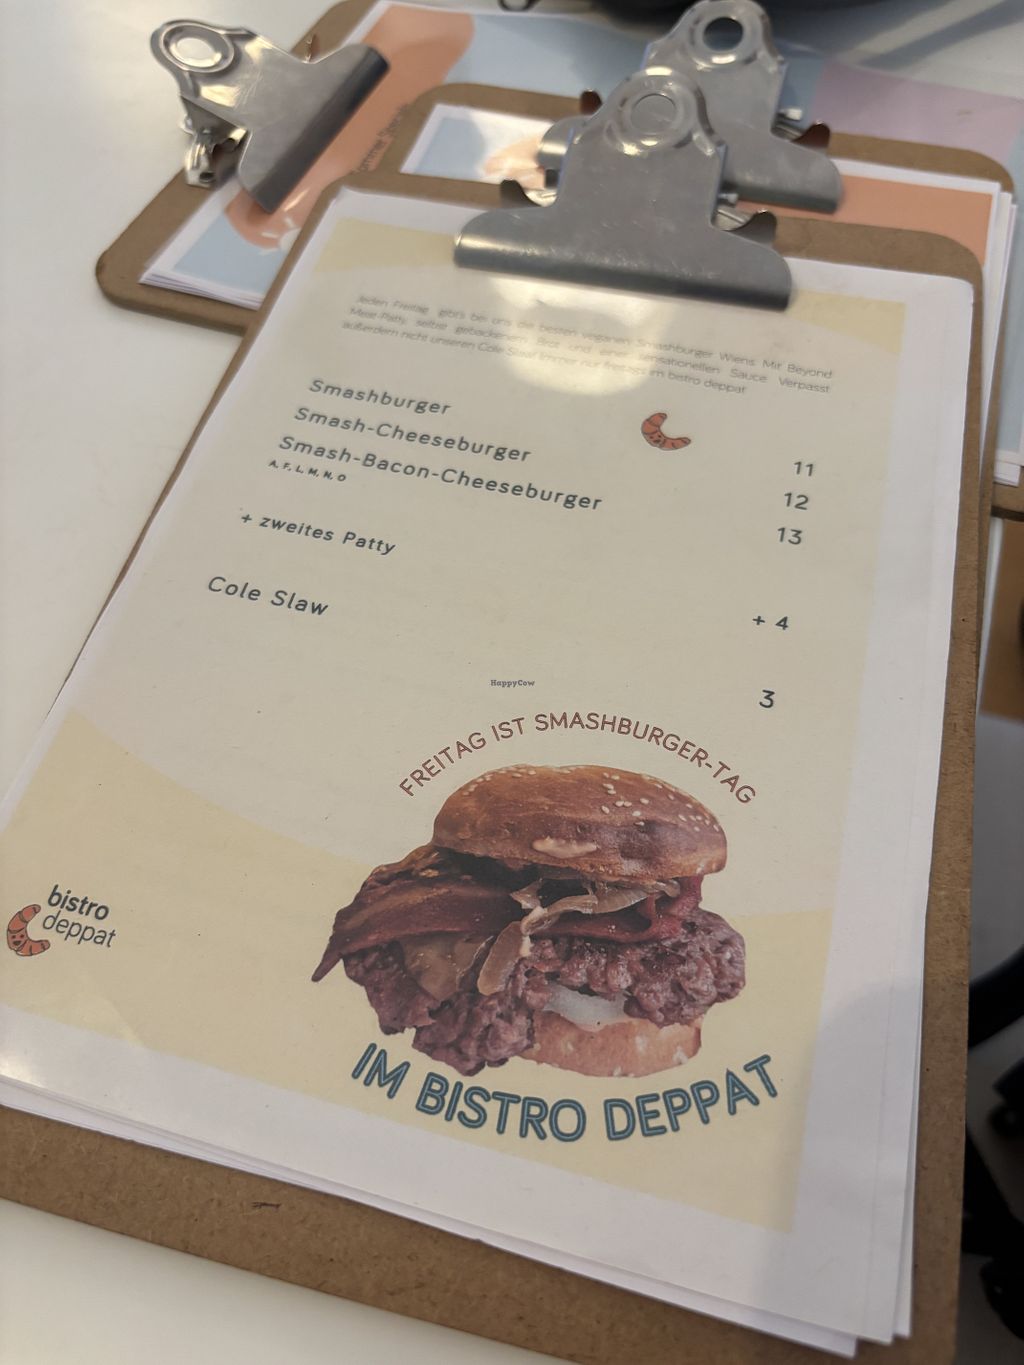 Jeden Freitag gibt's bei uns die besten veganen Smashburger Wiens. Mit Beyond
Meat-Patty, selbst gebackenem Brot und einer sensationellen Sauce. Verpasst
außerdem nicht unseren Cole Slaw! Immer nur freitags im bistro deppat
Smashburger 11
Smash-Cheeseburger 12
Smash-Bacon-Cheeseburger 13
A, F, L, M, N, O
+ zweites Patty + 4
Cole Slaw 3
HappyCow
FREITAG IST SMASHBURGER-TAG
bistro
deppat
IM BISTRO DEPPAT